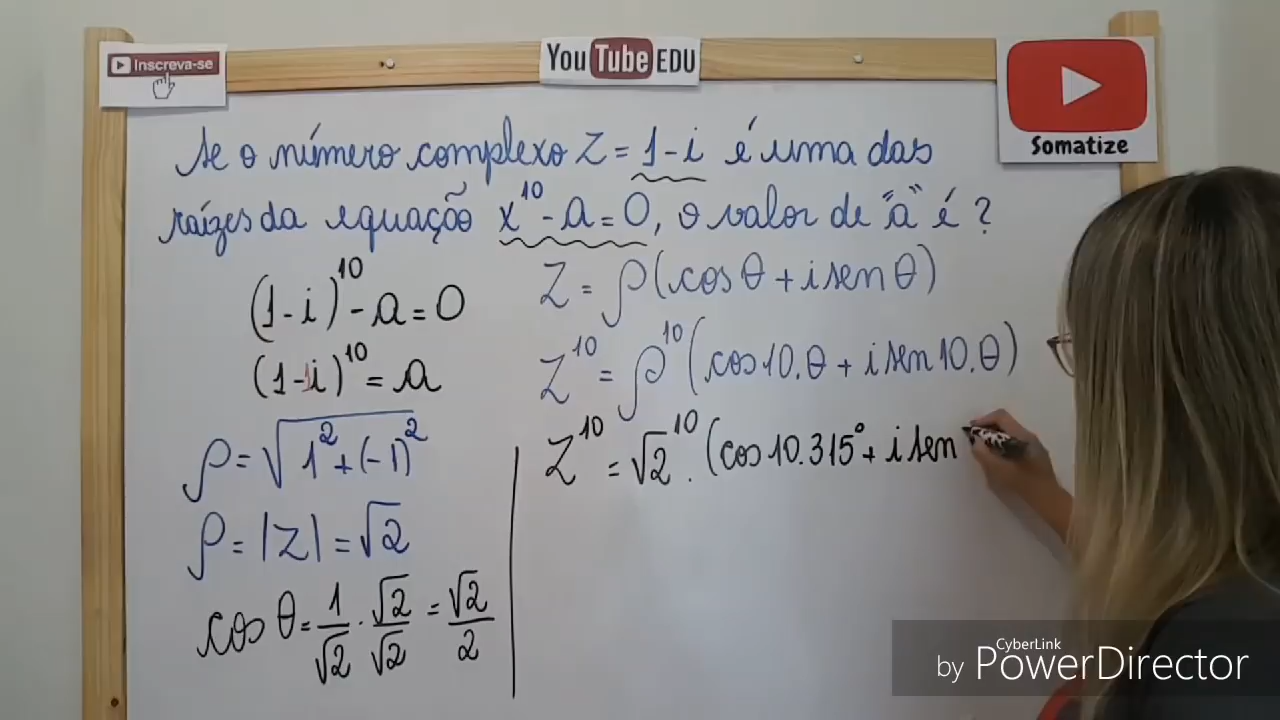 Inscreva-se
YouTube EDU
Somatize
Se o número complexo Z = 1 - i é uma das
raízes da equação x¹⁰ - a = 0, o valor de "a" é ?
(1 - i)¹⁰ - a = 0
(1 - 1i)¹⁰ = a
ρ = √(1² + (-1)²)
ρ = |Z| = √2
cos θ = 1/√2 . √2/√2 = √2/2
Z = ρ(cos θ + i sen θ)
Z¹⁰ = ρ¹⁰ (cos 10.θ + i sen 10.θ)
Z¹⁰ = √2¹⁰ . (cos 10.315° + i sen
CyberLink
by PowerDirector